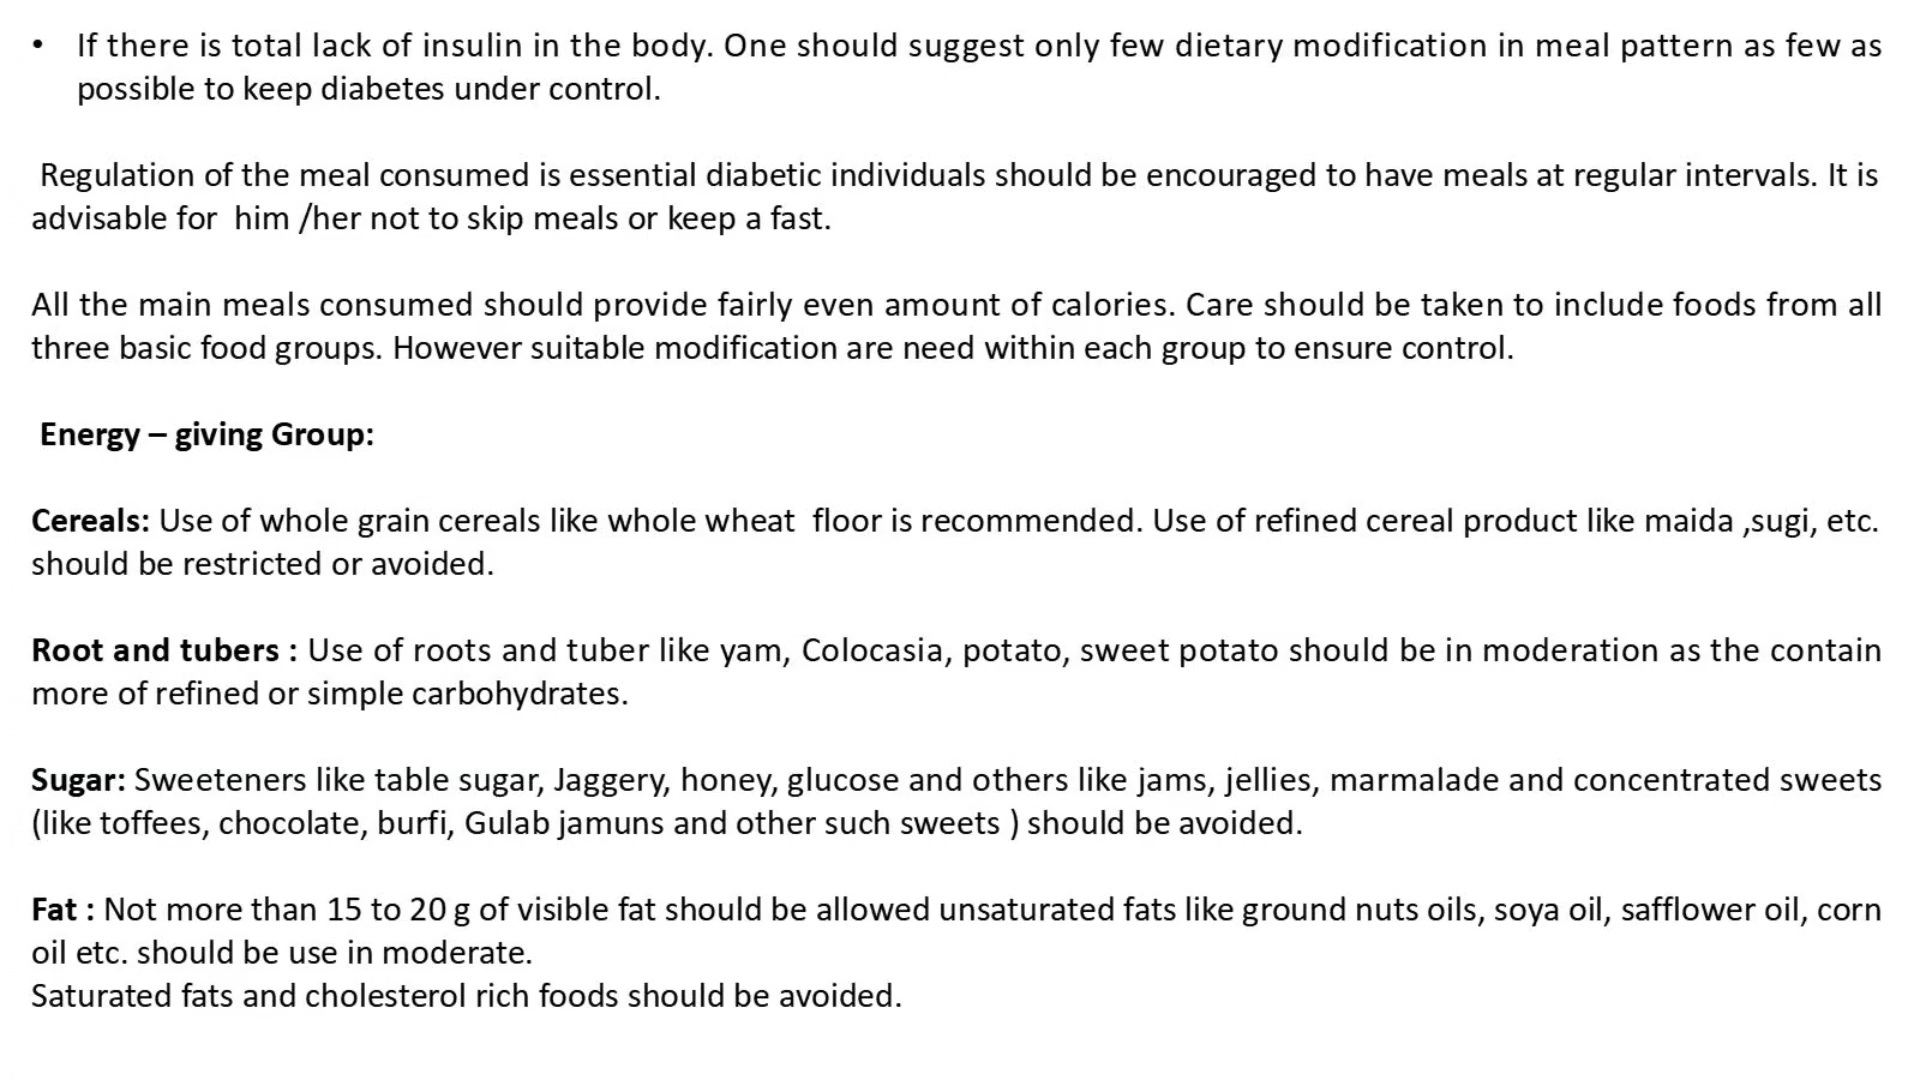 • If there is total lack of insulin in the body. One should suggest only few dietary modification in meal pattern as few as
possible to keep diabetes under control.
Regulation of the meal consumed is essential diabetic individuals should be encouraged to have meals at regular intervals. It is
advisable for him /her not to skip meals or keep a fast.
All the main meals consumed should provide fairly even amount of calories. Care should be taken to include foods from all
three basic food groups. However suitable modification are need within each group to ensure control.
Energy – giving Group:
Cereals: Use of whole grain cereals like whole wheat floor is recommended. Use of refined cereal product like maida ,sugi, etc.
should be restricted or avoided.
Root and tubers : Use of roots and tuber like yam, Colocasia, potato, sweet potato should be in moderation as the contain
more of refined or simple carbohydrates.
Sugar: Sweeteners like table sugar, Jaggery, honey, glucose and others like jams, jellies, marmalade and concentrated sweets
(like toffees, chocolate, burfi, Gulab jamuns and other such sweets ) should be avoided.
Fat : Not more than 15 to 20 g of visible fat should be allowed unsaturated fats like ground nuts oils, soya oil, safflower oil, corn
oil etc. should be use in moderate.
Saturated fats and cholesterol rich foods should be avoided.